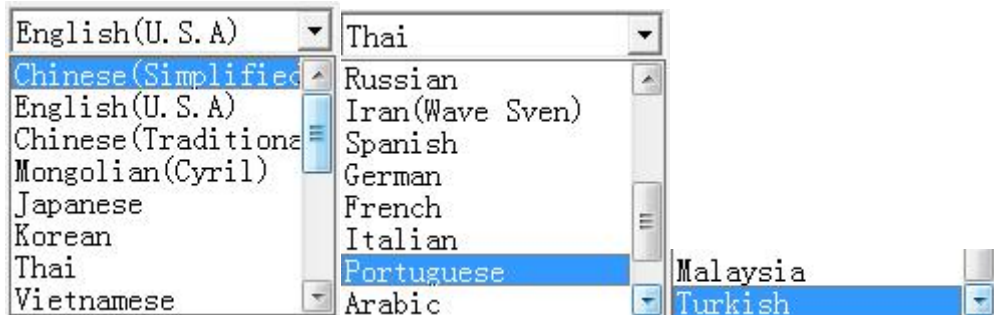 English(U.S.A)
Chinese(Simplified
English(U.S.A)
Chinese(Traditiona
Mongolian(Cyril)
Japanese
Korean
Thai
Vietnamese
Thai
Russian
Iran(Wave Sven)
Spanish
German
French
Italian
Portuguese
Arabic
Malaysia
Turkish